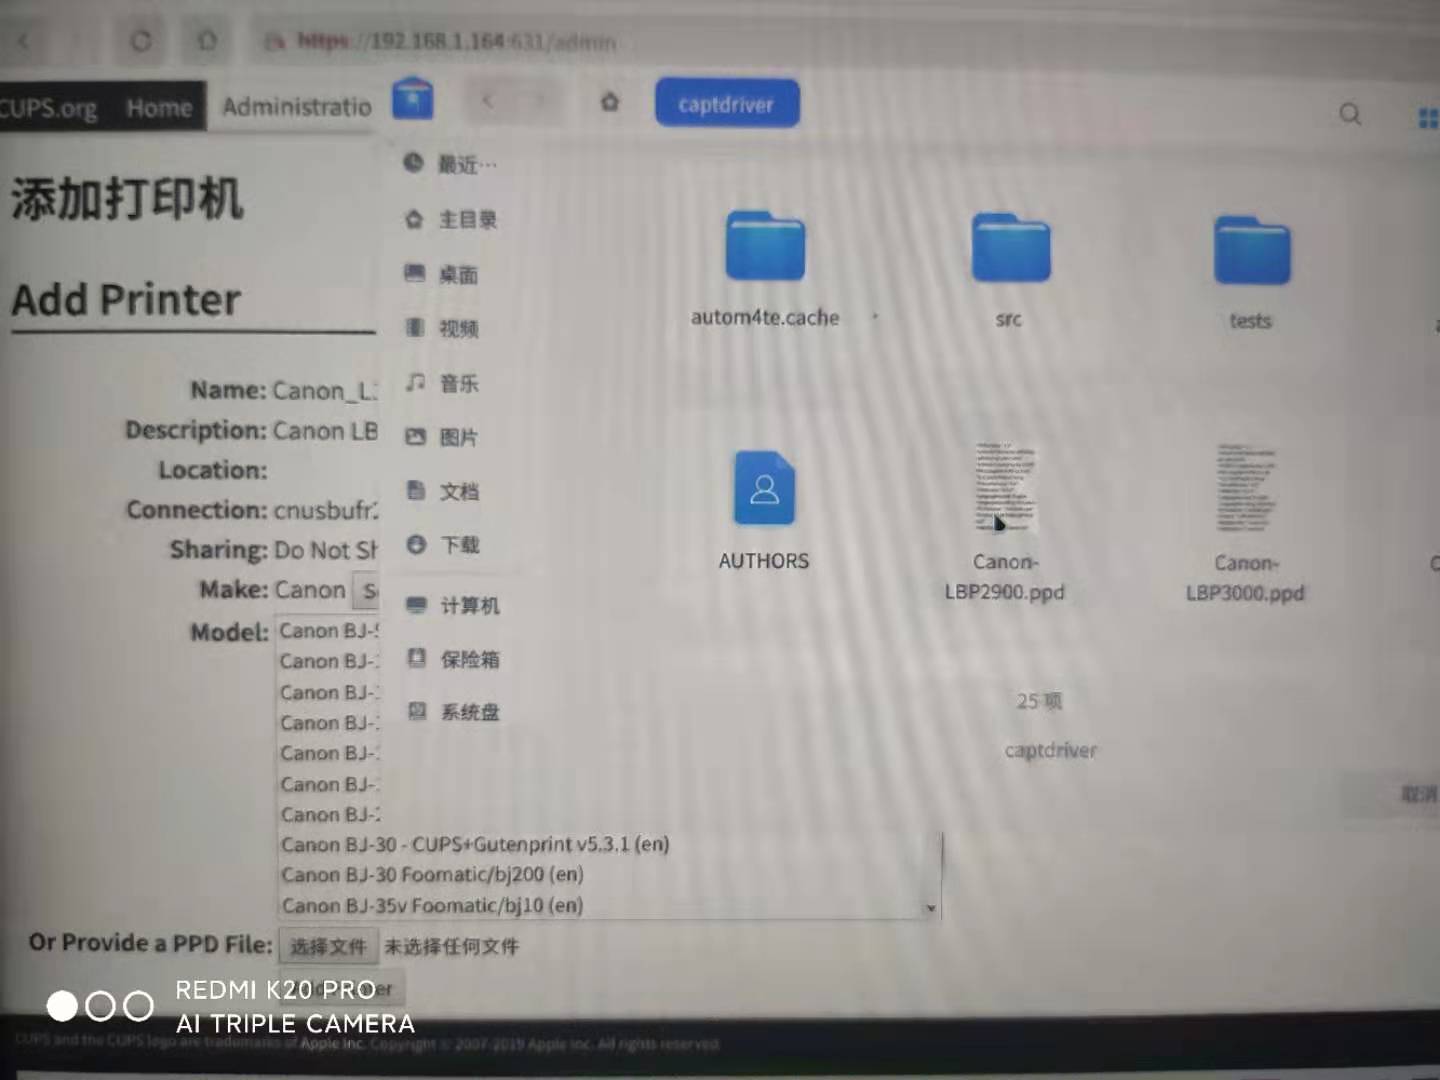 https://192.168.1.164:631/admin
CUPS.org Home Administratio
captdriver
添加打印机
Add Printer
Name: Canon_L
Description: Canon LB
Location:
Connection: cnusbufr
Sharing: Do Not Sh
Make: Canon S
Model: Canon BJ-
Canon BJ-
Canon BJ-
Canon BJ-
Canon BJ-
Canon BJ-
Canon BJ-
Canon BJ-30 - CUPS+Gutenprint v5.3.1 (en)
Canon BJ-30 Foomatic/bj200 (en)
Canon BJ-35v Foomatic/bj10 (en)
Or Provide a PPD File: 选择文件 未选择任何文件
最近…
主目录
桌面
视频
音乐
图片
文档
下载
计算机
保险箱
系统盘
autom4te.cache
src
tests
AUTHORS
Canon-
LBP2900.ppd
Canon-
LBP3000.ppd
25 项
captdriver
取消
REDMI K20 PRO
AI TRIPLE CAMERA
CUPS and the CUPS logo are trademarks of Apple Inc. Copyright © 2007-2019 Apple Inc. All rights reserved.